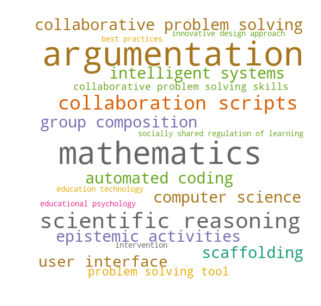 collaborative problem solving
innovative design approach
best practices
argumentation
intelligent systems
collaborative problem solving skills
collaboration scripts
group composition
socially shared regulation of learning
mathematics
automated coding
education technology
computer science
educational psychology
scientific reasoning
epistemic activities
intervention
scaffolding
user interface
problem solving tool